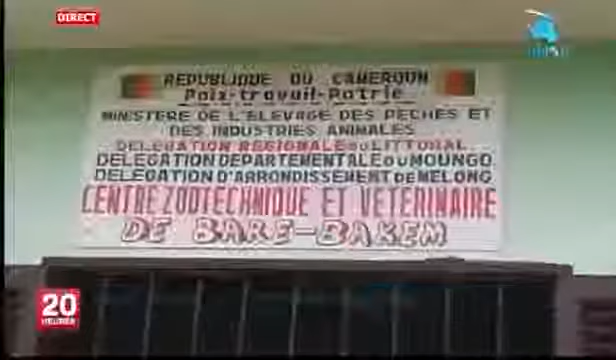 DIRECT
REPUBLIQUE DU CAMEROUN
Paix-travail-Patrie
MINISTERE DE L'ELEVAGE DES PECHES ET
DES INDUSTRIES ANIMALES
DELEGATION REGIONALE DU LITTORAL
DELEGATION DEPARTEMENTALE DU MOUNGO
DELEGATION D'ARRONDISSEMENT DE MELONG
CENTRE ZOOTECHNIQUE ET VETERINAIRE
DE BARE-BAKEM
20
HEURES